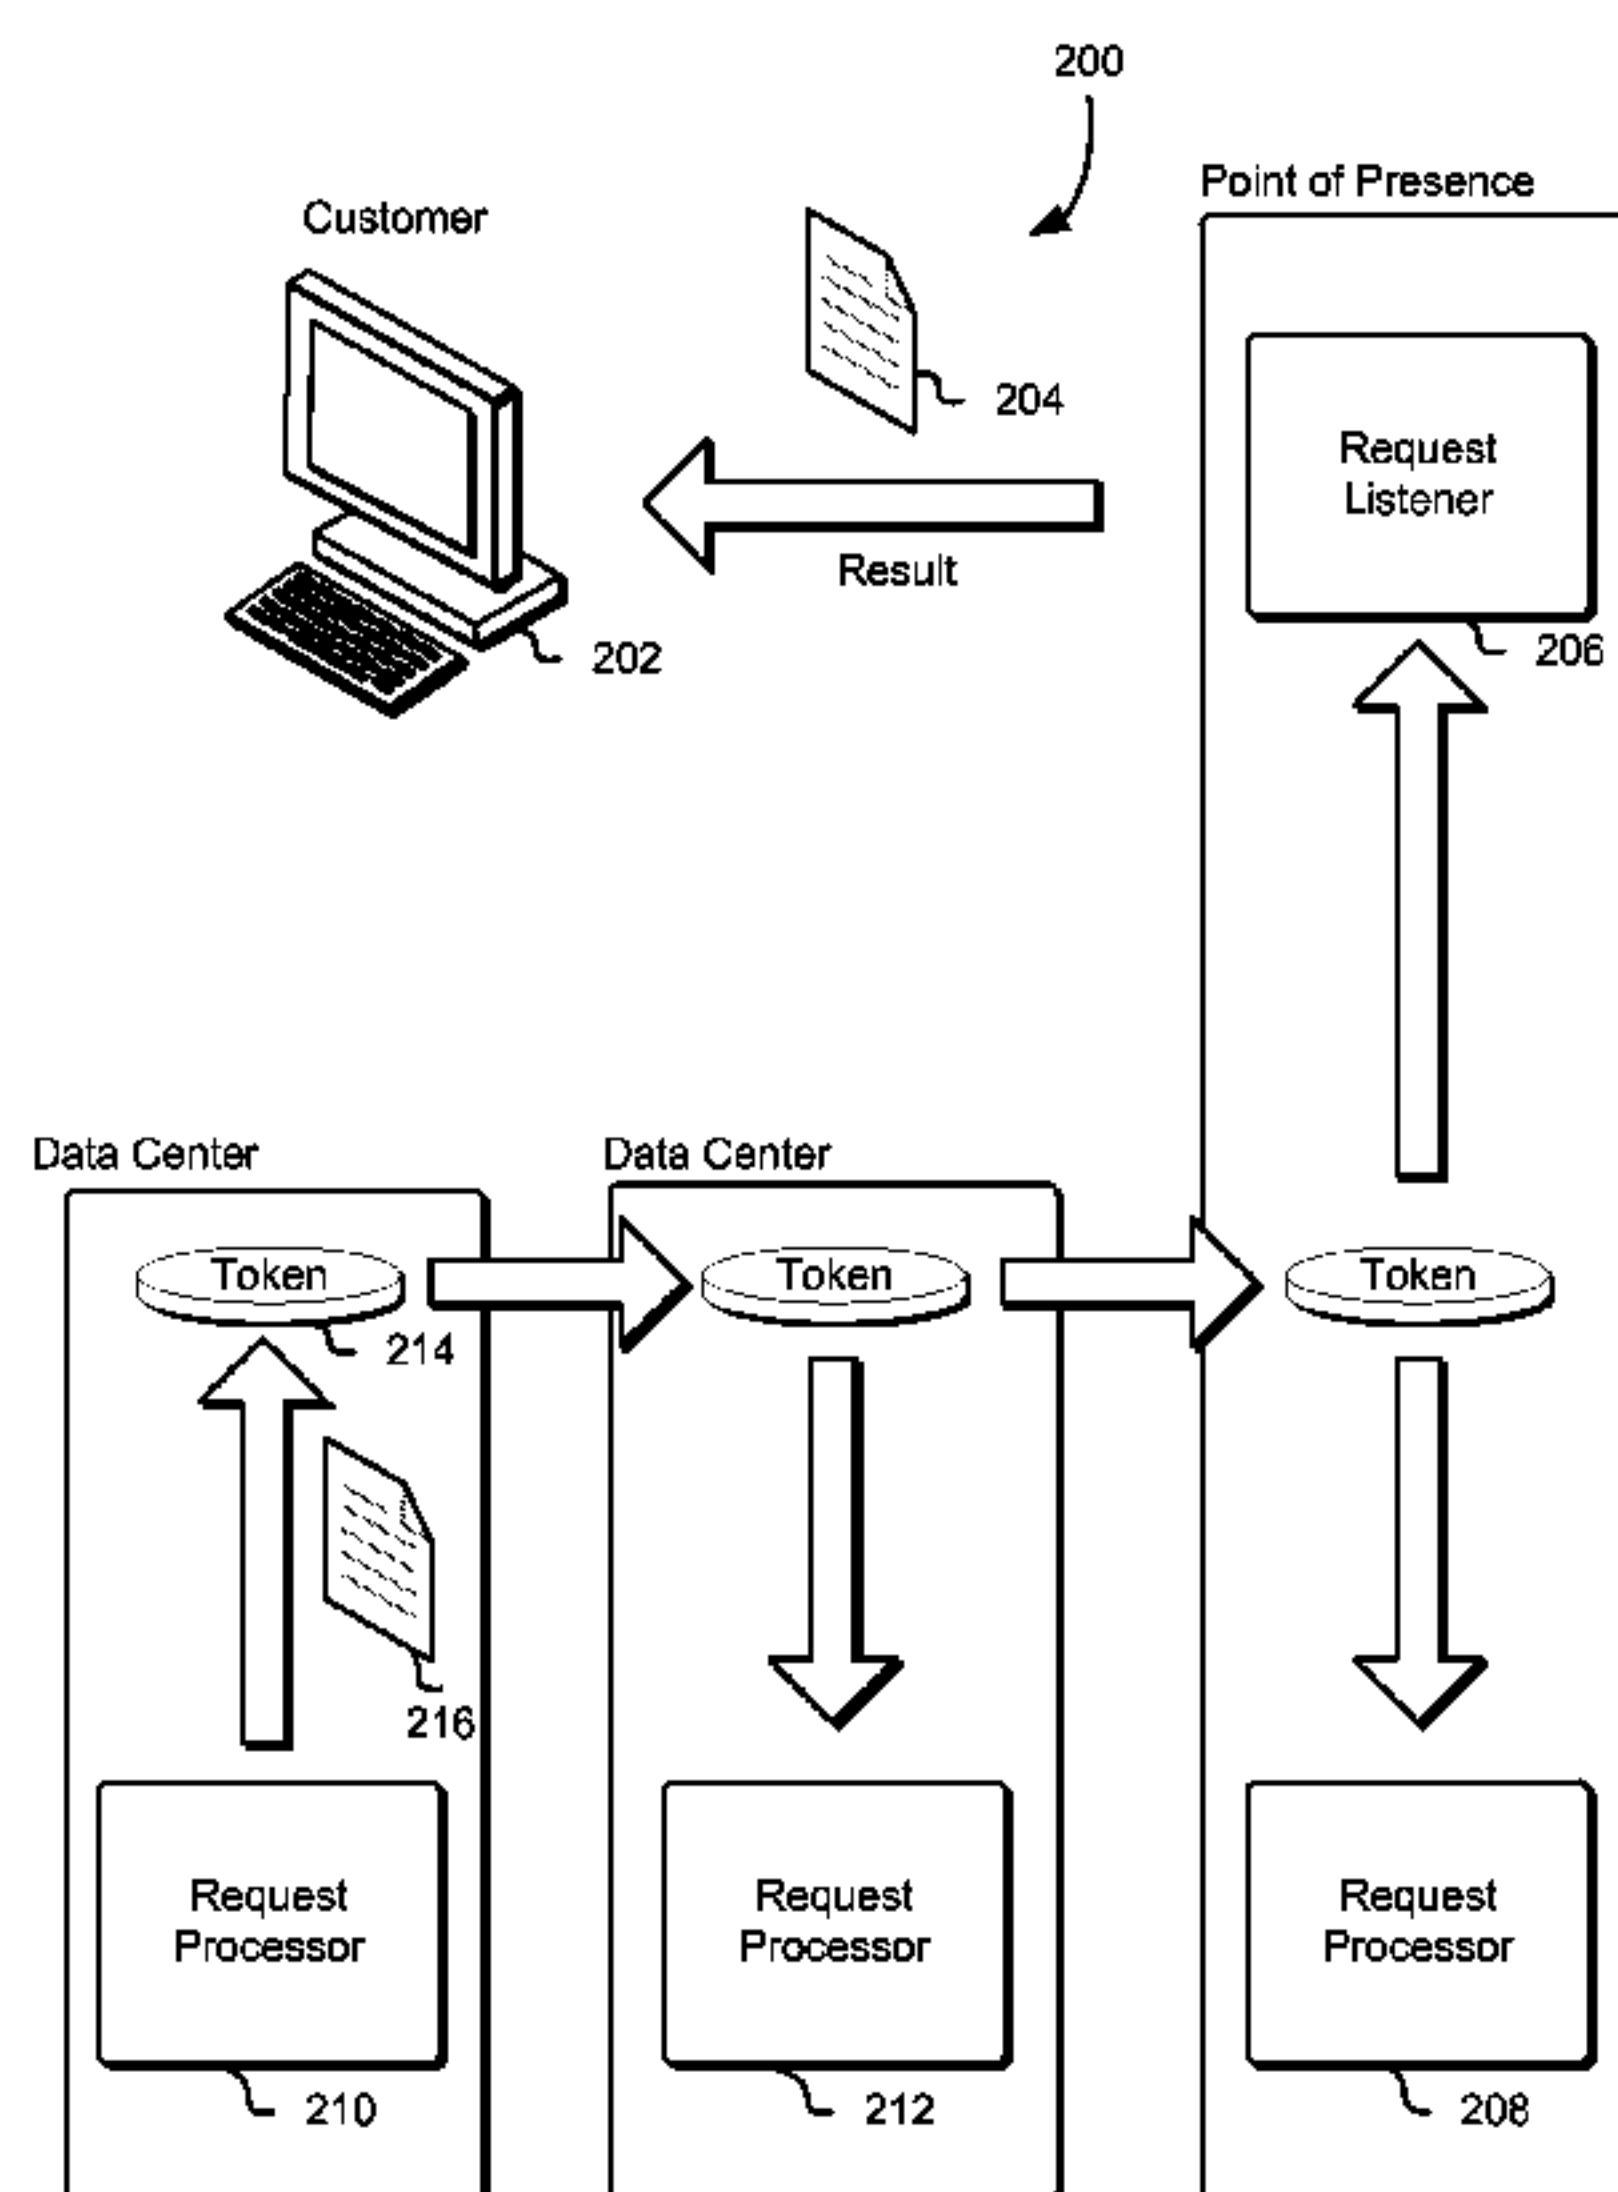 200
Point of Presence
Customer
204
Request
Listener
Result
202
206
Data Center
Data Center
Token
Token
Token
214
216
Request
Processor
Request
Processor
Request
Processor
210
212
208